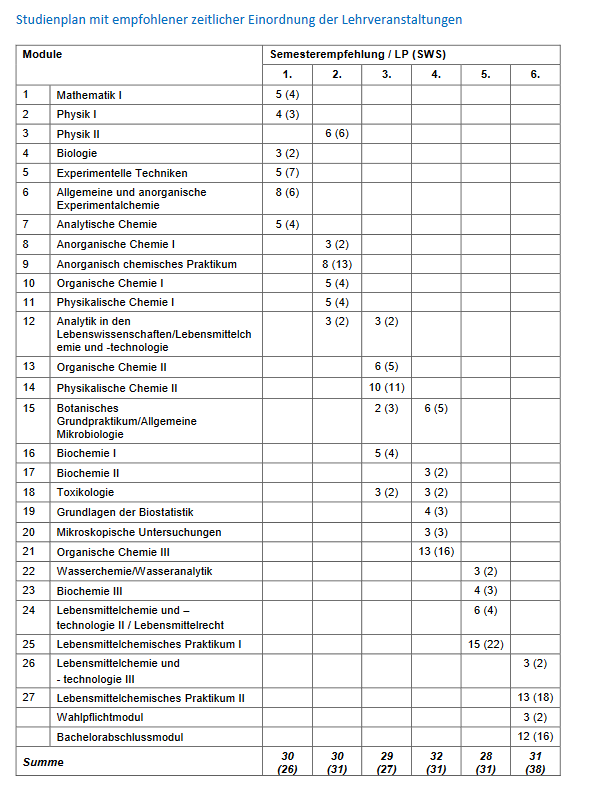 Studienplan mit empfohlener zeitlicher Einordnung der Lehrveranstaltungen
Module Semesterempfehlung / LP (SWS)
1. 2. 3. 4. 5. 6.
1 Mathematik I 5 (4)
2 Physik I 4 (3)
3 Physik II 6 (6)
4 Biologie 3 (2)
5 Experimentelle Techniken 5 (7)
6 Allgemeine und anorganische 8 (6)
Experimentalchemie
7 Analytische Chemie 5 (4)
8 Anorganische Chemie I 3 (2)
9 Anorganisch chemisches Praktikum 8 (13)
10 Organische Chemie I 5 (4)
11 Physikalische Chemie I 5 (4)
12 Analytik in den 3 (2) 3 (2)
Lebenswissenschaften/Lebensmittelch
emie und -technologie
13 Organische Chemie II 6 (5)
14 Physikalische Chemie II 10 (11)
15 Botanisches 2 (3) 6 (5)
Grundpraktikum/Allgemeine
Mikrobiologie
16 Biochemie I 5 (4)
17 Biochemie II 3 (2)
18 Toxikologie 3 (2) 3 (2)
19 Grundlagen der Biostatistik 4 (3)
20 Mikroskopische Untersuchungen 3 (3)
21 Organische Chemie III 13 (16)
22 Wasserchemie/Wasseranalytik 3 (2)
23 Biochemie III 4 (3)
24 Lebensmittelchemie und – 6 (4)
technologie II / Lebensmittelrecht
25 Lebensmittelchemisches Praktikum I 15 (22)
26 Lebensmittelchemie und 3 (2)
- technologie III
27 Lebensmittelchemisches Praktikum II 13 (18)
Wahlpflichtmodul 3 (2)
Bachelorabschlussmodul 12 (16)
Summe 30 30 29 32 28 31
(26) (31) (27) (31) (31) (38)